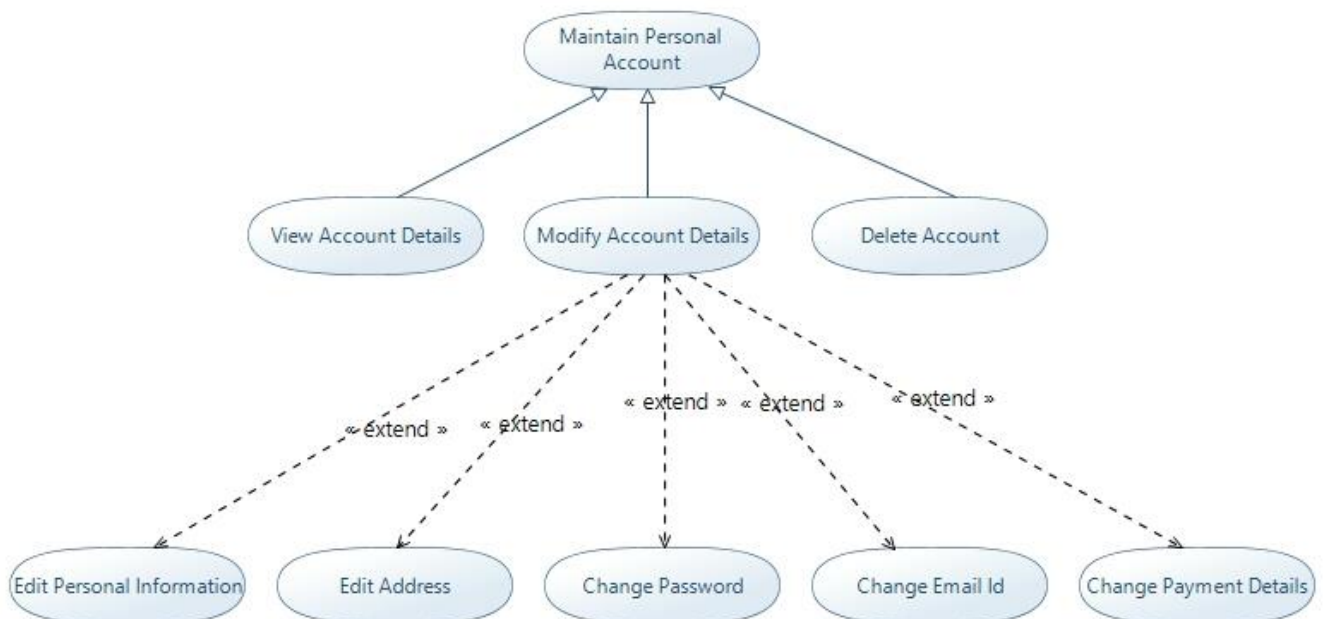 Maintain Personal
Account
View Account Details
Modify Account Details
Delete Account
« extend »
« extend »
« extend »
« extend »
« extend »
Edit Personal Information
Edit Address
Change Password
Change Email Id
Change Payment Details